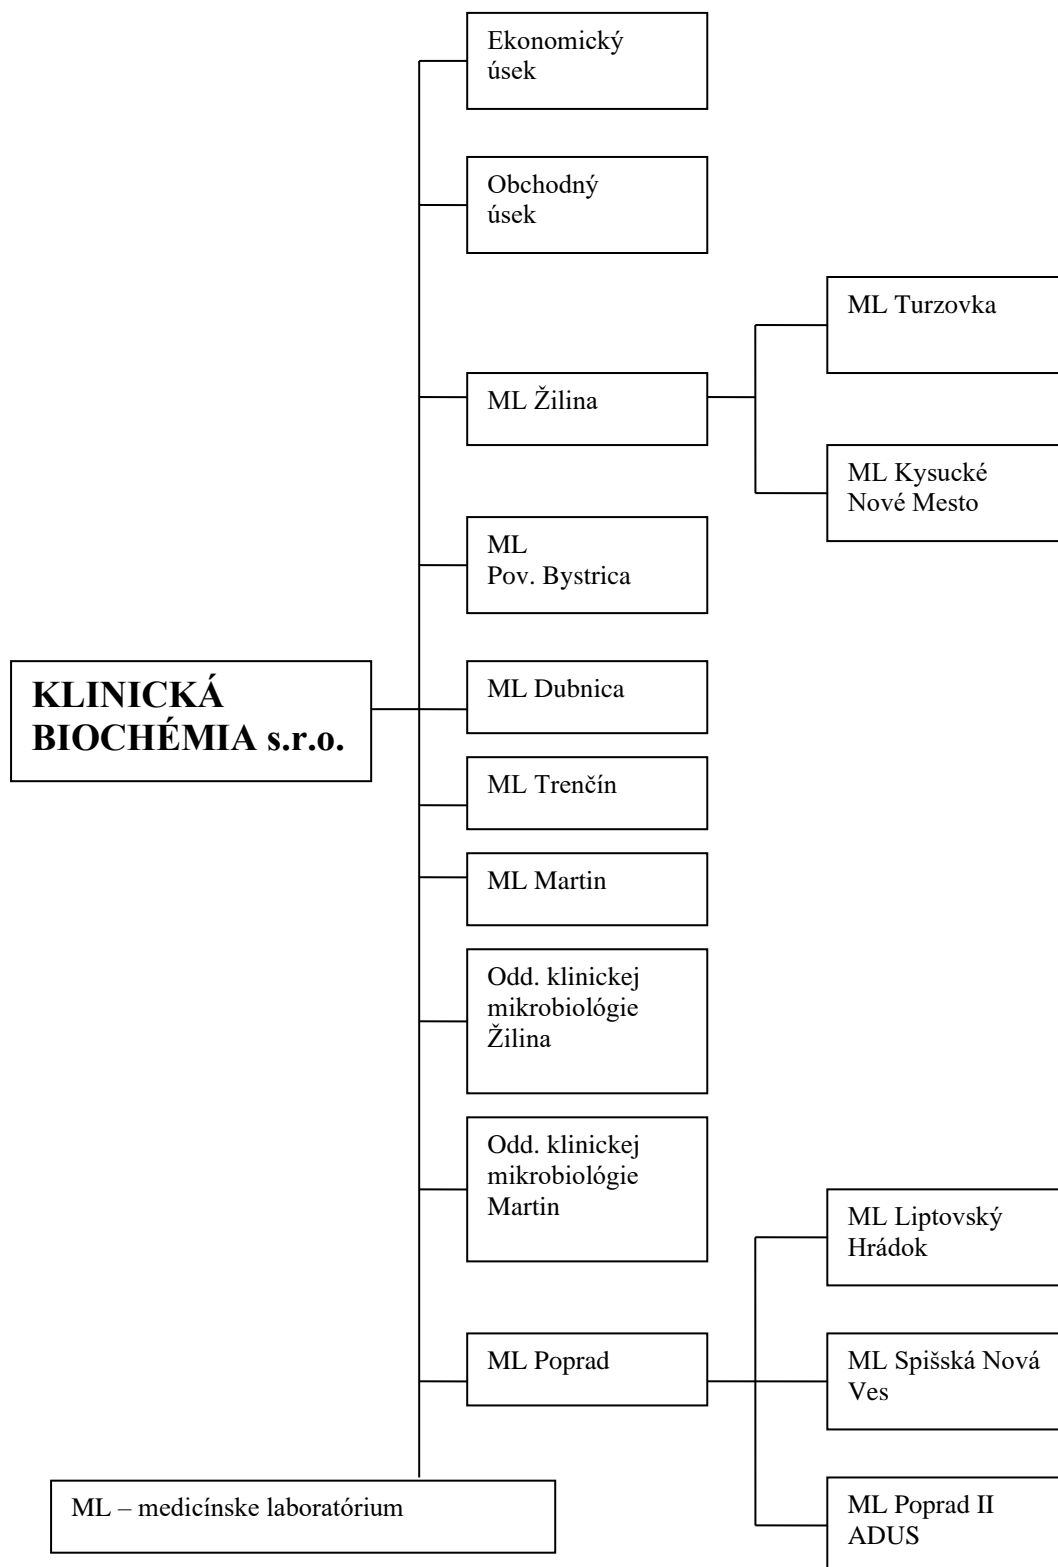 Ekonomický
úsek
Obchodný
úsek
ML Turzovka
ML Žilina
ML Kysucké
Nové Mesto
ML
Pov. Bystrica
KLINICKÁ
BIOCHÉMIA s.r.o.
ML Dubnica
ML Trenčín
ML Martin
Odd. klinickej
mikrobiológie
Žilina
Odd. klinickej
mikrobiológie
Martin
ML Liptovský
Hrádok
ML Poprad
ML Spišská Nová
Ves
ML – medicínske laboratórium
ML Poprad II
ADUS